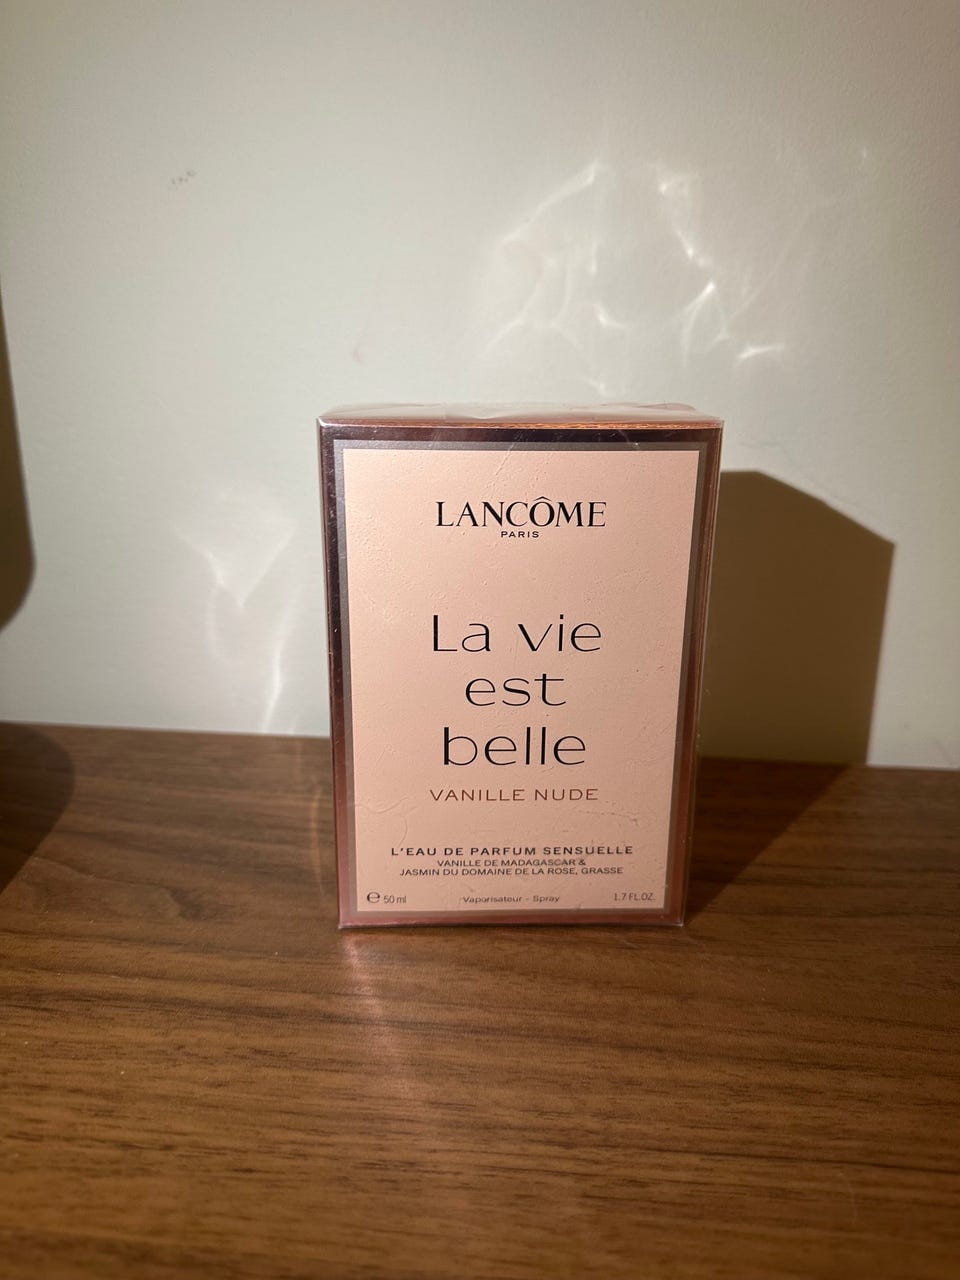 LANCÔME
PARIS
La vie
est
belle
VANILLE NUDE
L'EAU DE PARFUM SENSUELLE
VANILLE DE MADAGASCAR &
JASMIN DU DOMAINE DE LA ROSE, GRASSE
℮ 50 ml Vaporisateur - Spray 1.7 FL.OZ.